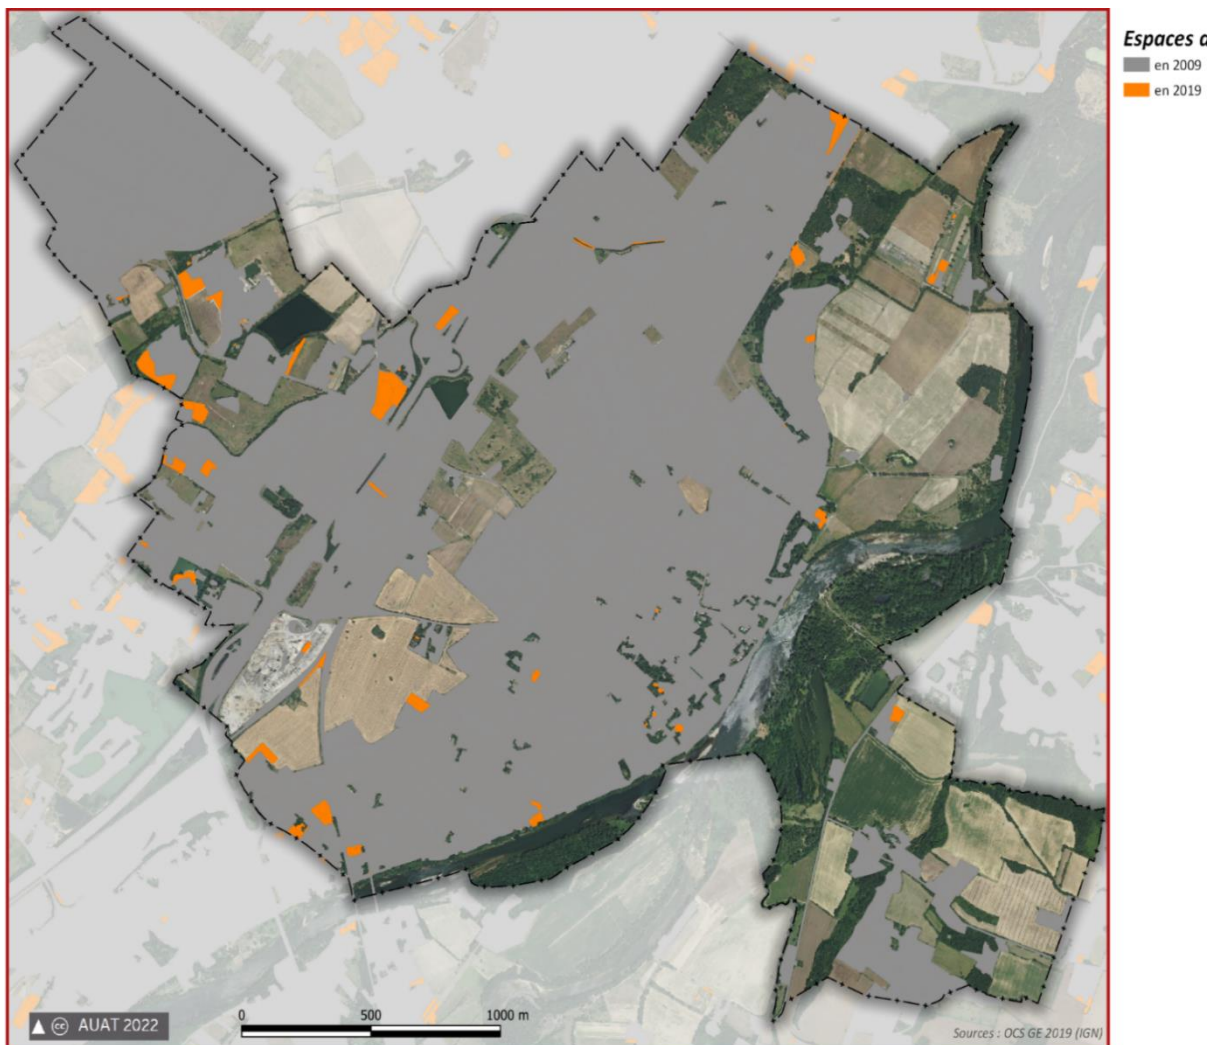 Espaces a
en 2009
en 2019
AUAT 2022
0 500 1000 m
Sources : OCS GE 2019 (IGN)